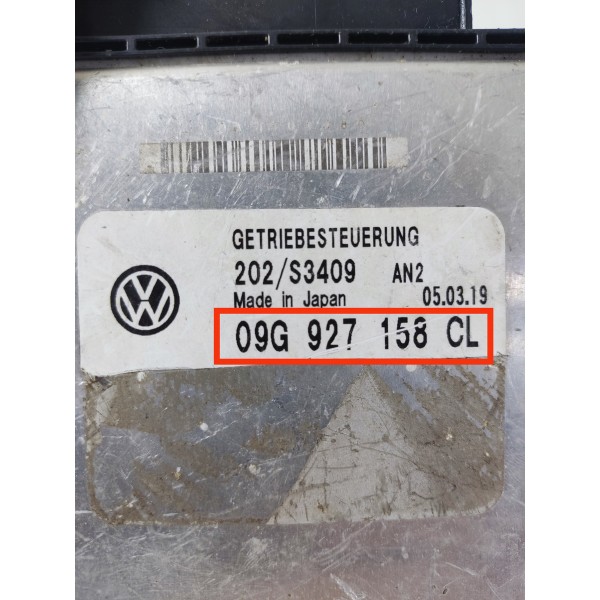 GETRIEBESTEUERUNG
202/S3409 AN2
Made in Japan 05.03.19
09G 927 158 CL